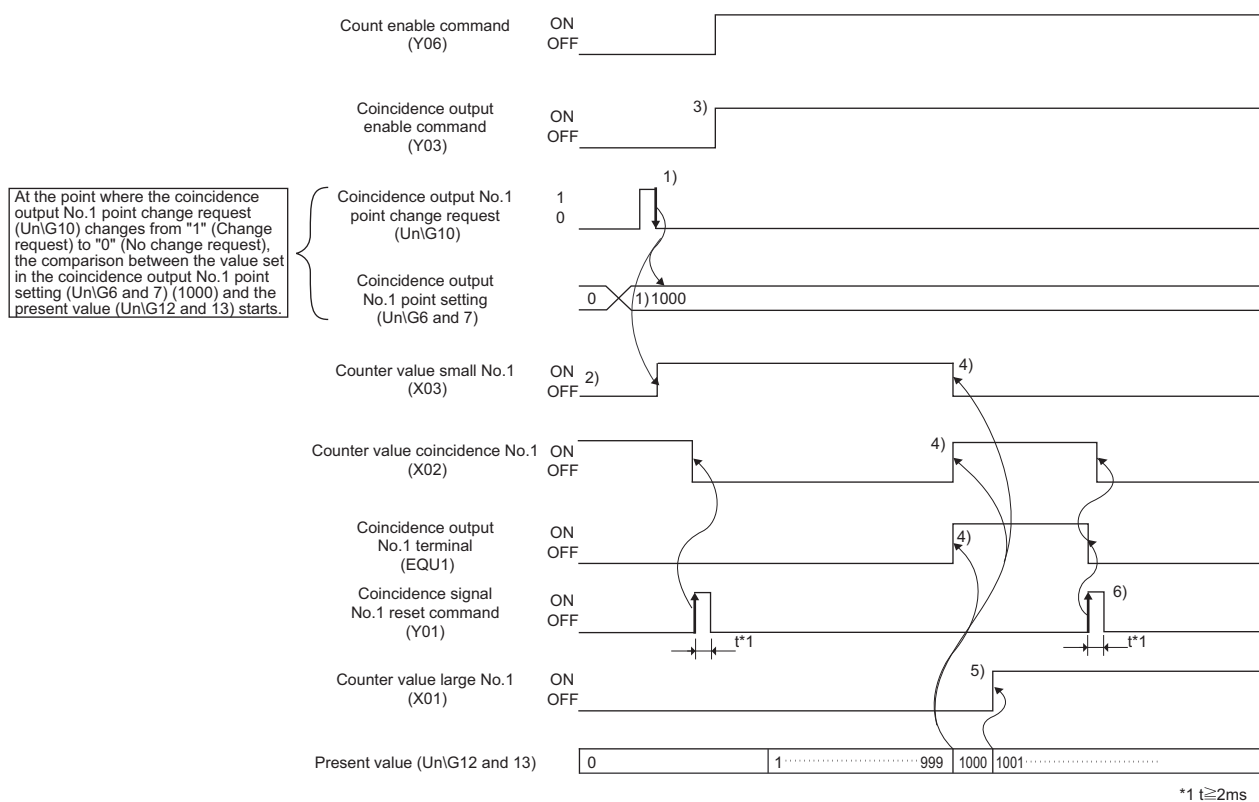 Count enable command
(Y06)
ON
OFF
Coincidence output
enable command
(Y03)
ON
OFF
3)
At the point where the coincidence
output No.1 point change request
(Un\G10) changes from "1" (Change
request) to "0" (No change request),
the comparison between the value set
in the coincidence output No.1 point
setting (Un\G6 and 7) (1000) and the
present value (Un\G12 and 13) starts.
Coincidence output No.1
point change request
(Un\G10)
1
0
1)
Coincidence output
No.1 point setting
(Un\G6 and 7)
0
1)1000
Counter value small No.1
(X03)
ON
OFF
2)
4)
Counter value coincidence No.1
(X02)
ON
OFF
4)
Coincidence output
No.1 terminal
(EQU1)
ON
OFF
4)
Coincidence signal
No.1 reset command
(Y01)
ON
OFF
t*1
6)
t*1
Counter value large No.1
(X01)
ON
OFF
5)
Present value (Un\G12 and 13)
0
1
999
1000
1001
*1 t≧2ms